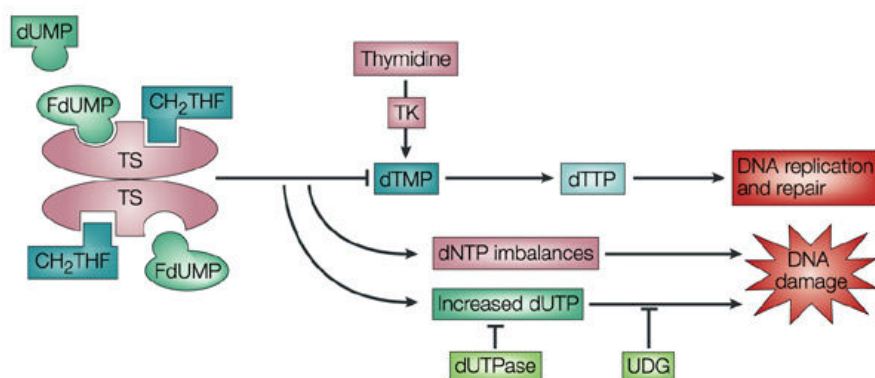 dUMP
FdUMP
CH2THF
TS
TS
CH2THF
FdUMP
Thymidine
TK
dTMP
dTTP
DNA replication
and repair
dNTP imbalances
DNA
damage
Increased dUTP
dUTPase
UDG